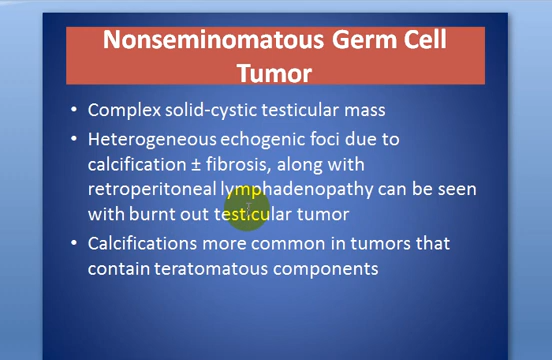 Nonseminomatous Germ Cell
Tumor
• Complex solid-cystic testicular mass
• Heterogeneous echogenic foci due to
calcification ± fibrosis, along with
retroperitoneal lymphadenopathy can be seen
with burnt out testicular tumor
• Calcifications more common in tumors that
contain teratomatous components